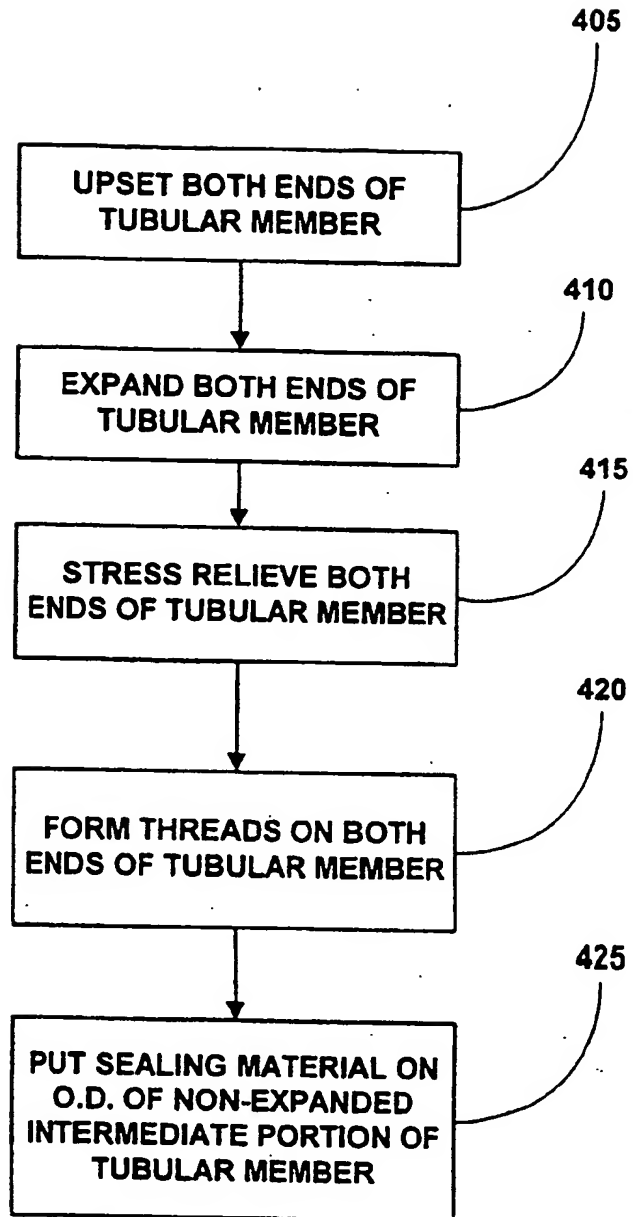 405
UPSET BOTH ENDS OF
TUBULAR MEMBER
410
EXPAND BOTH ENDS OF
TUBULAR MEMBER
415
STRESS RELIEVE BOTH
ENDS OF TUBULAR MEMBER
420
FORM THREADS ON BOTH
ENDS OF TUBULAR MEMBER
425
PUT SEALING MATERIAL ON
O.D. OF NON-EXPANDED
INTERMEDIATE PORTION OF
TUBULAR MEMBER